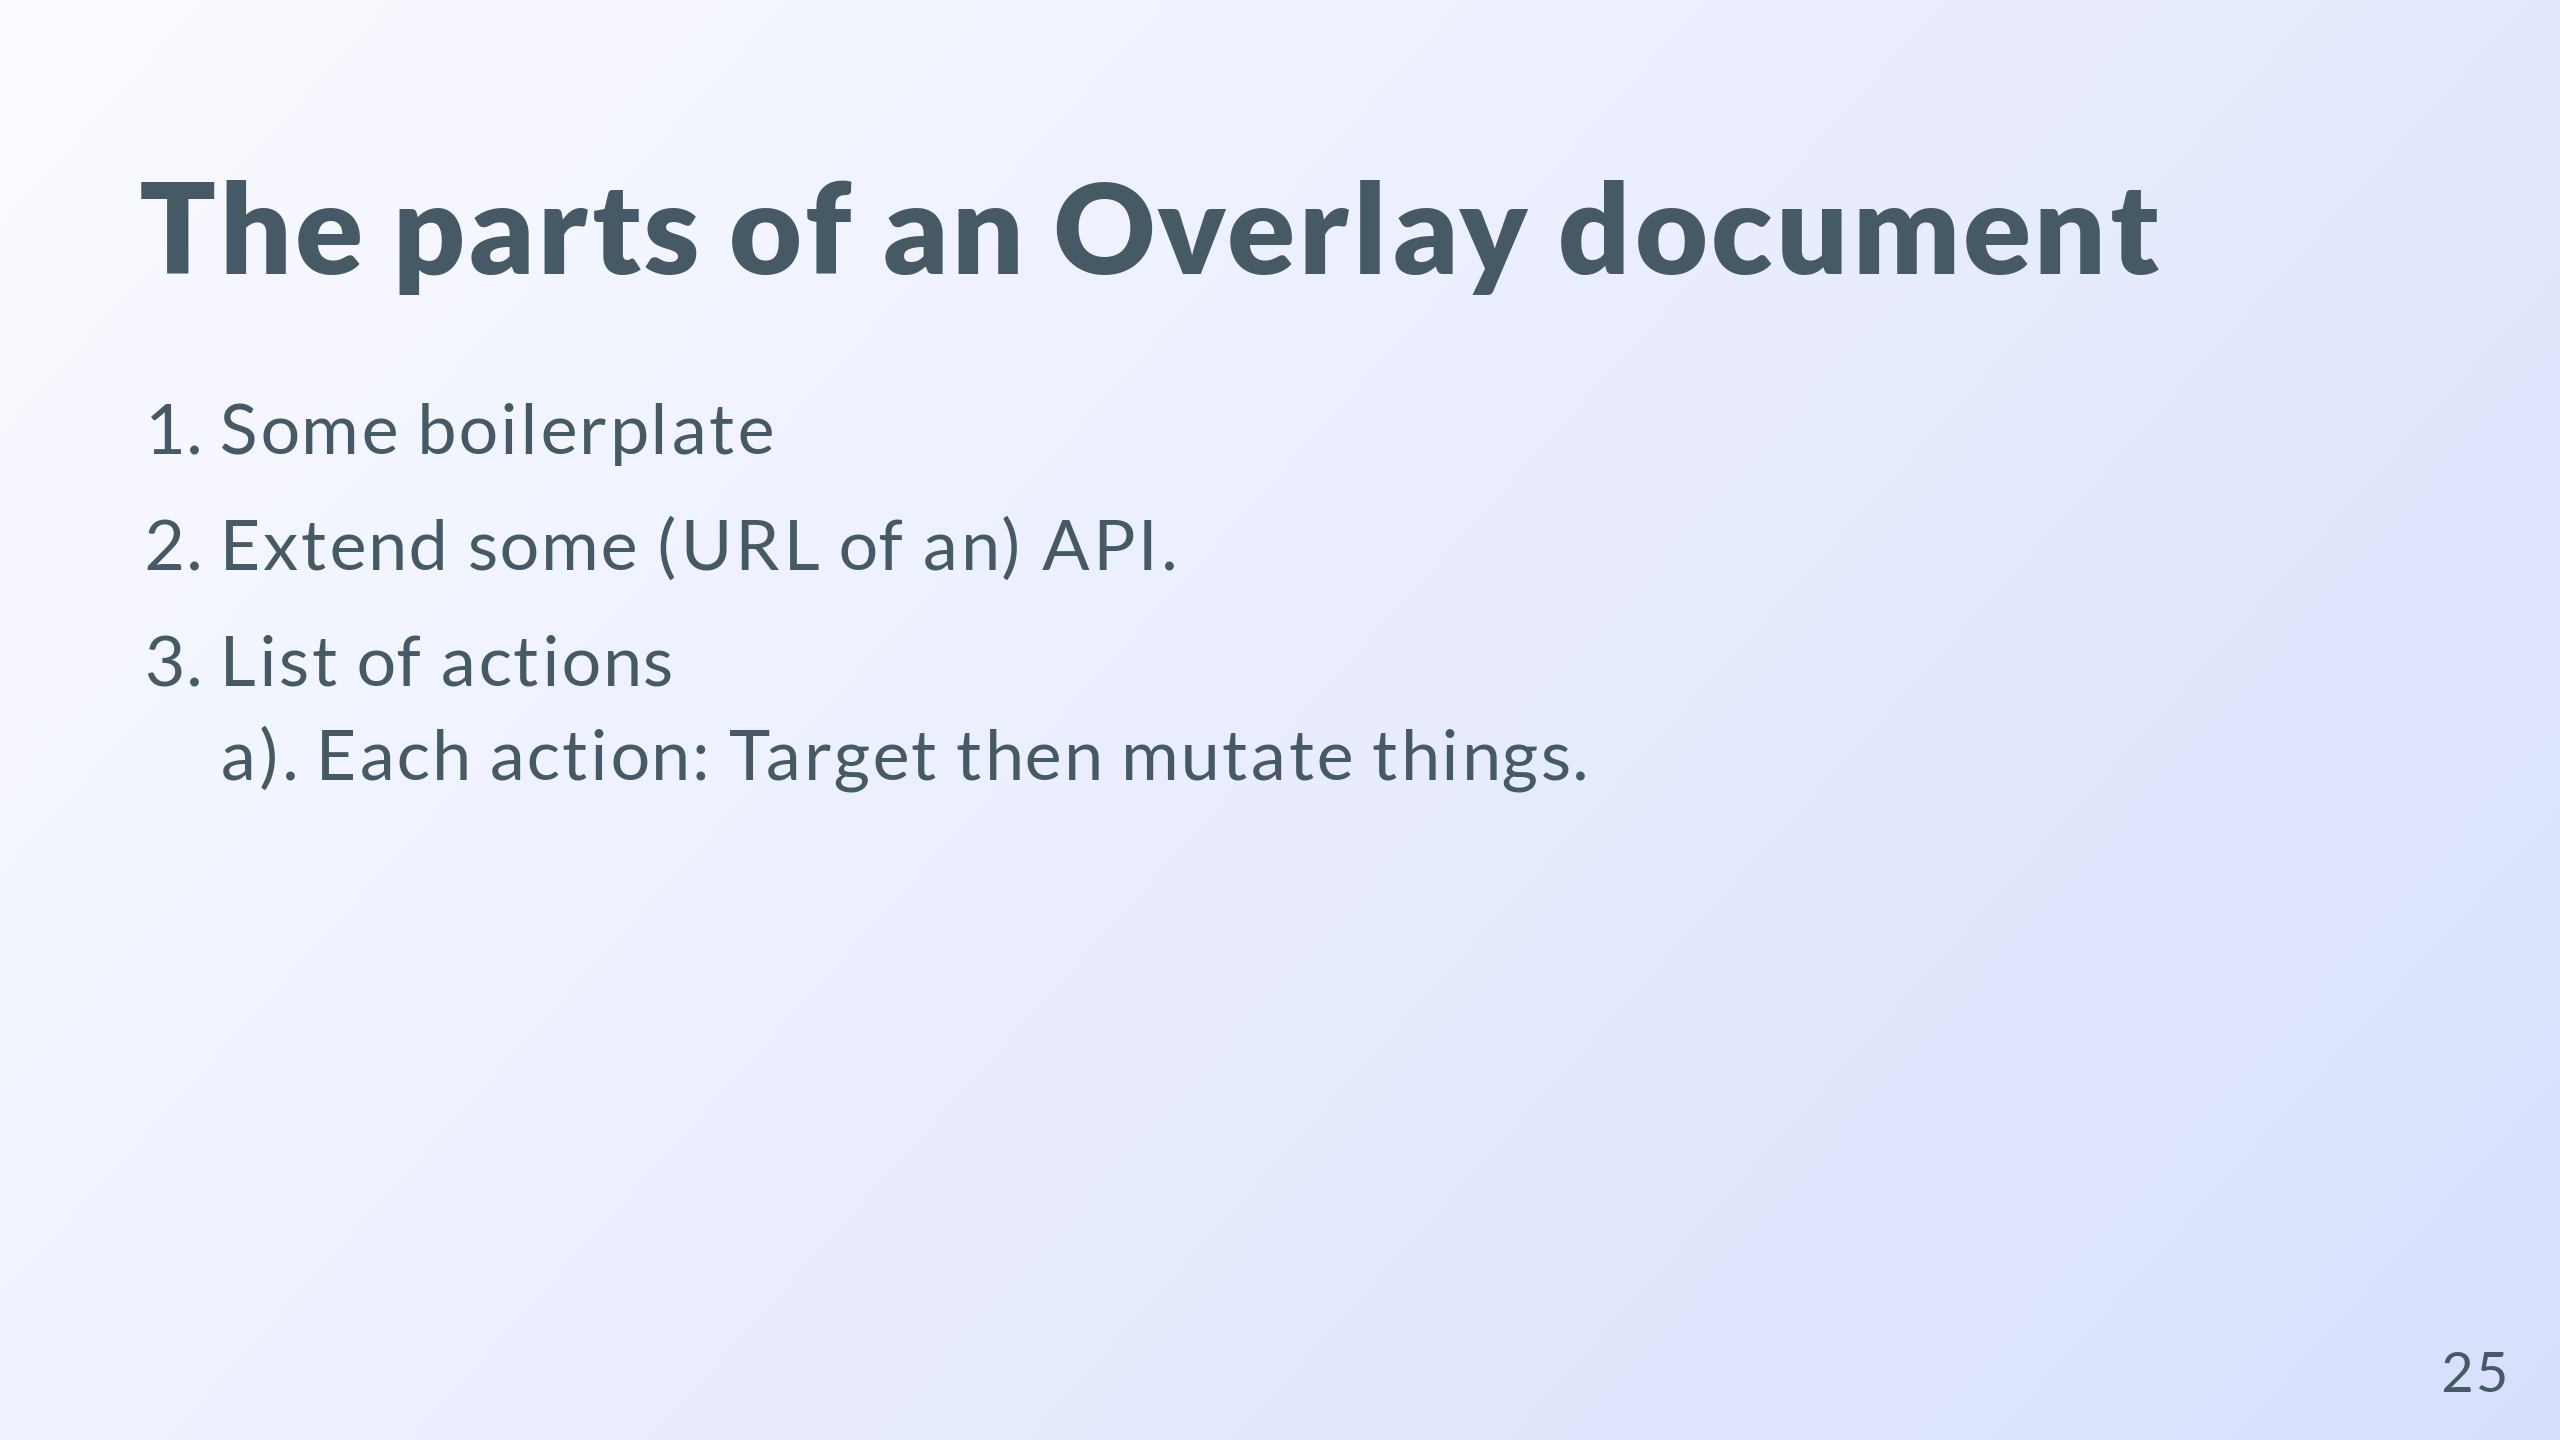 The parts of an Overlay document
1. Some boilerplate
2. Extend some (URL of an) API.
3. List of actions
a). Each action: Target then mutate things.
25